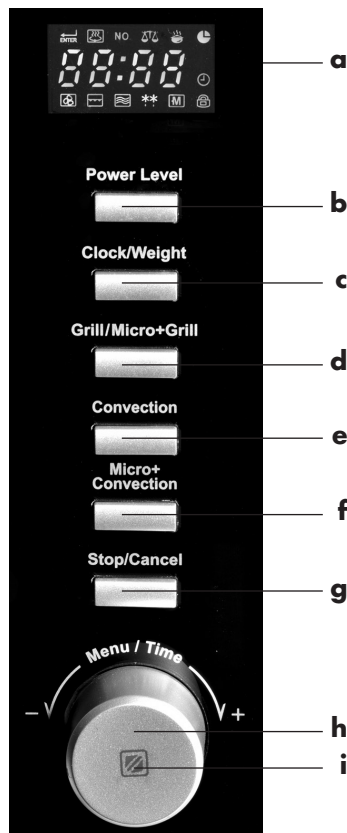 ENTER NO
88:88
M
a
Power Level
b
Clock/Weight
c
Grill/Micro+Grill
d
Convection
e
Micro+
Convection
f
Stop/Cancel
g
Menu / Time
- +
h
i